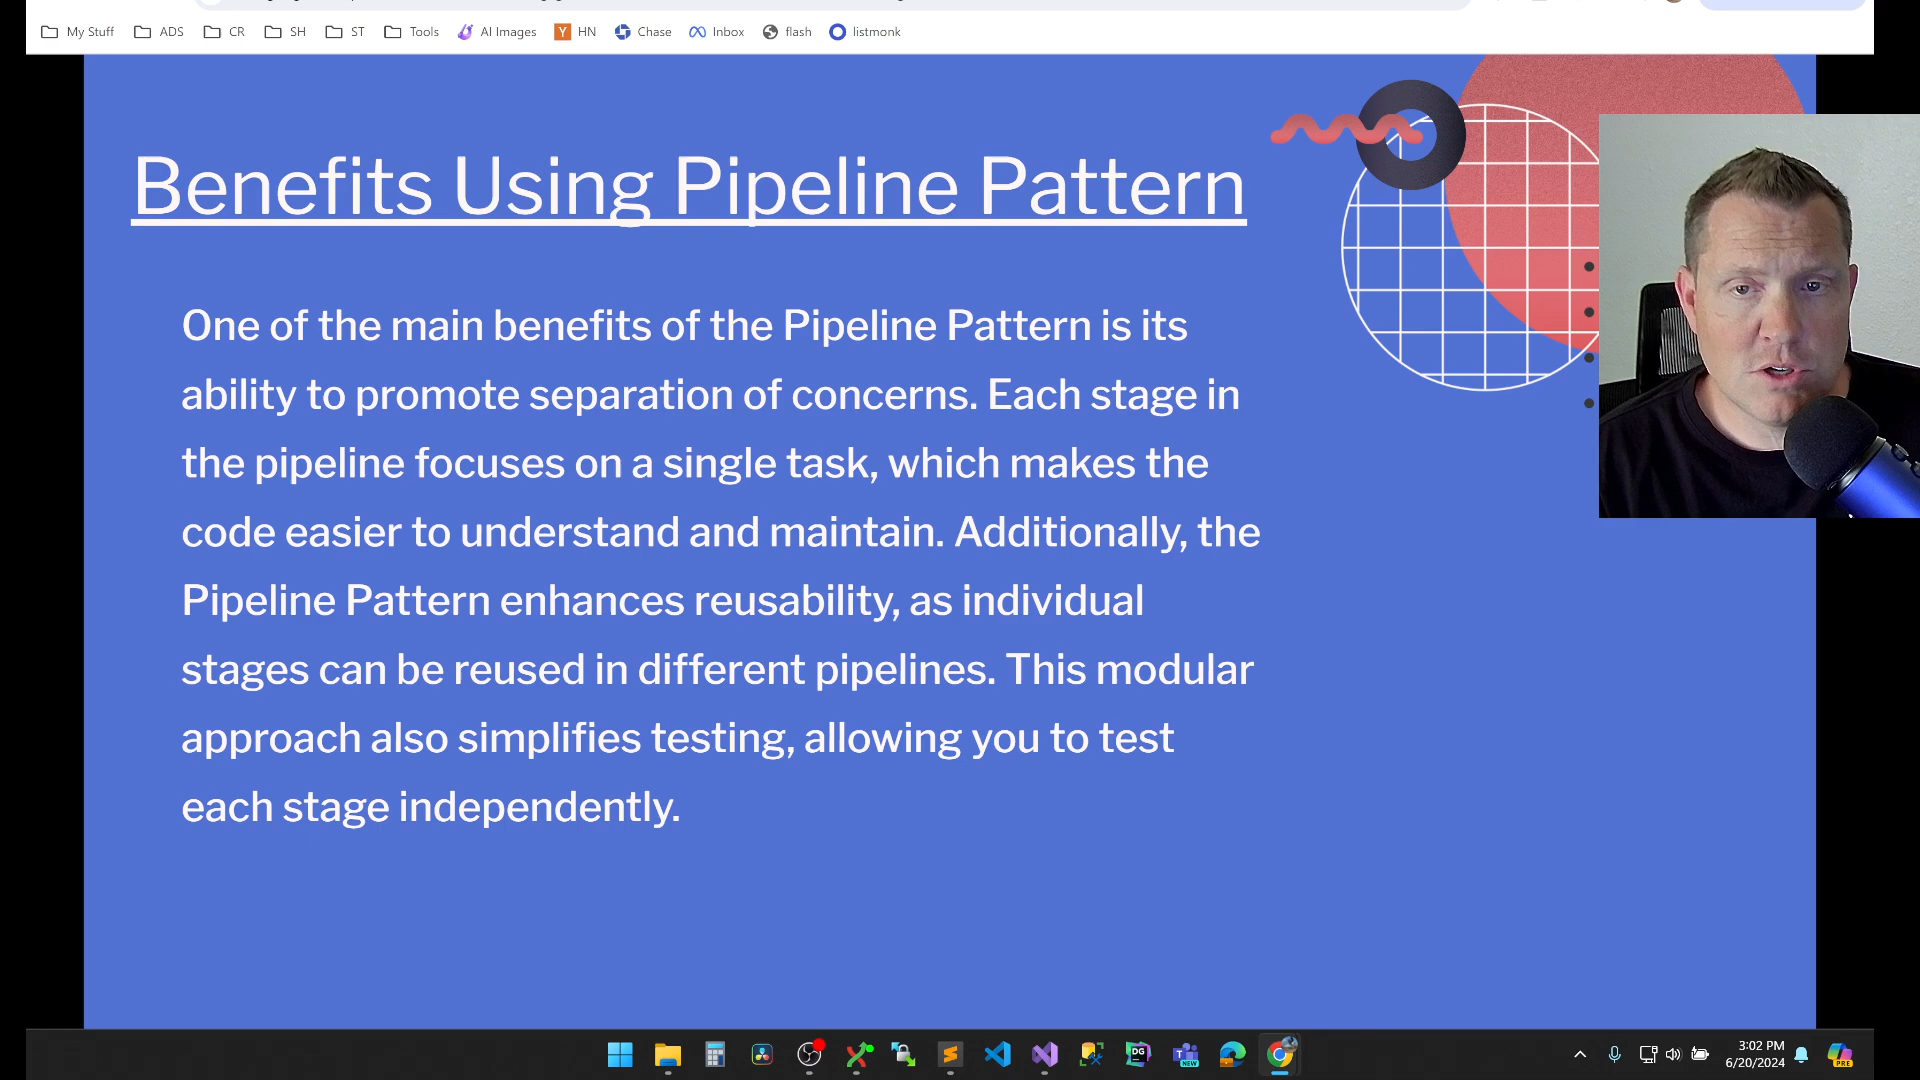 My Stuff ADS CR SH ST Tools AI Images HN Chase Inbox flash listmonk
Benefits Using Pipeline Pattern
One of the main benefits of the Pipeline Pattern is its
ability to promote separation of concerns. Each stage in
the pipeline focuses on a single task, which makes the
code easier to understand and maintain. Additionally, the
Pipeline Pattern enhances reusability, as individual
stages can be reused in different pipelines. This modular
approach also simplifies testing, allowing you to test
each stage independently.
3:02 PM
6/20/2024